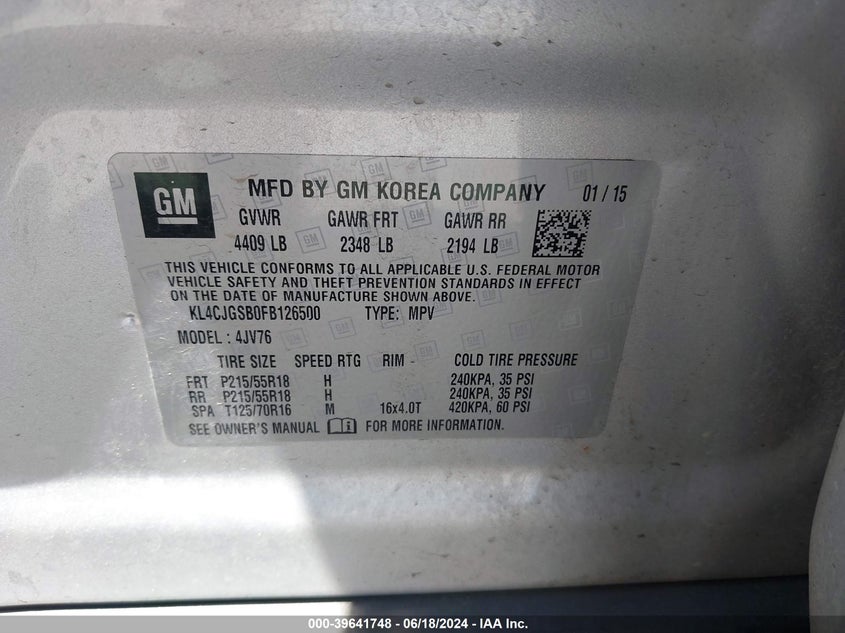 GM MFD BY GM KOREA COMPANY 01 / 15
GVWR GAWR FRT GAWR RR
4409 LB 2348 LB 2194 LB
THIS VEHICLE CONFORMS TO ALL APPLICABLE U.S. FEDERAL MOTOR
VEHICLE SAFETY AND THEFT PREVENTION STANDARDS IN EFFECT
ON THE DATE OF MANUFACTURE SHOWN ABOVE.
KL4CJGSB0FB126500 TYPE: MPV
MODEL : 4JV76
TIRE SIZE SPEED RTG RIM COLD TIRE PRESSURE
FRT P215/55R18 H 240KPA, 35 PSI
RR P215/55R18 H 240KPA, 35 PSI
SPA T125/70R16 M 16x4.0T 420KPA, 60 PSI
SEE OWNER'S MANUAL FOR MORE INFORMATION.
000-39641748 - 06/18/2024 - IAA Inc.